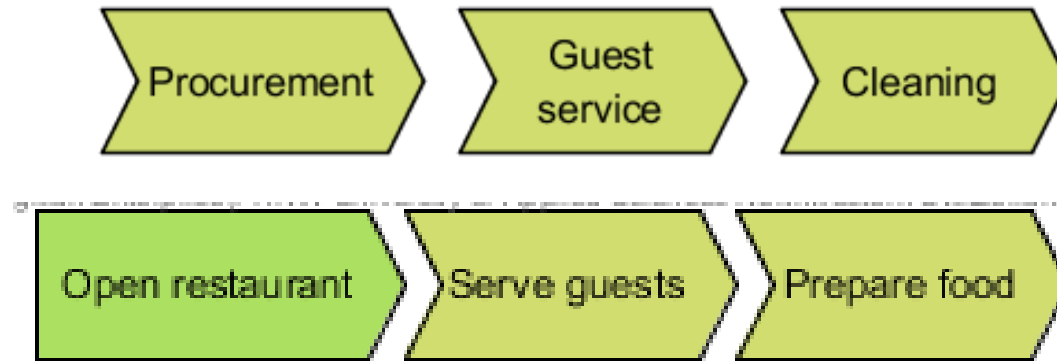 Procurement
Guest
service
Cleaning
Open restaurant
Serve guests
Prepare food